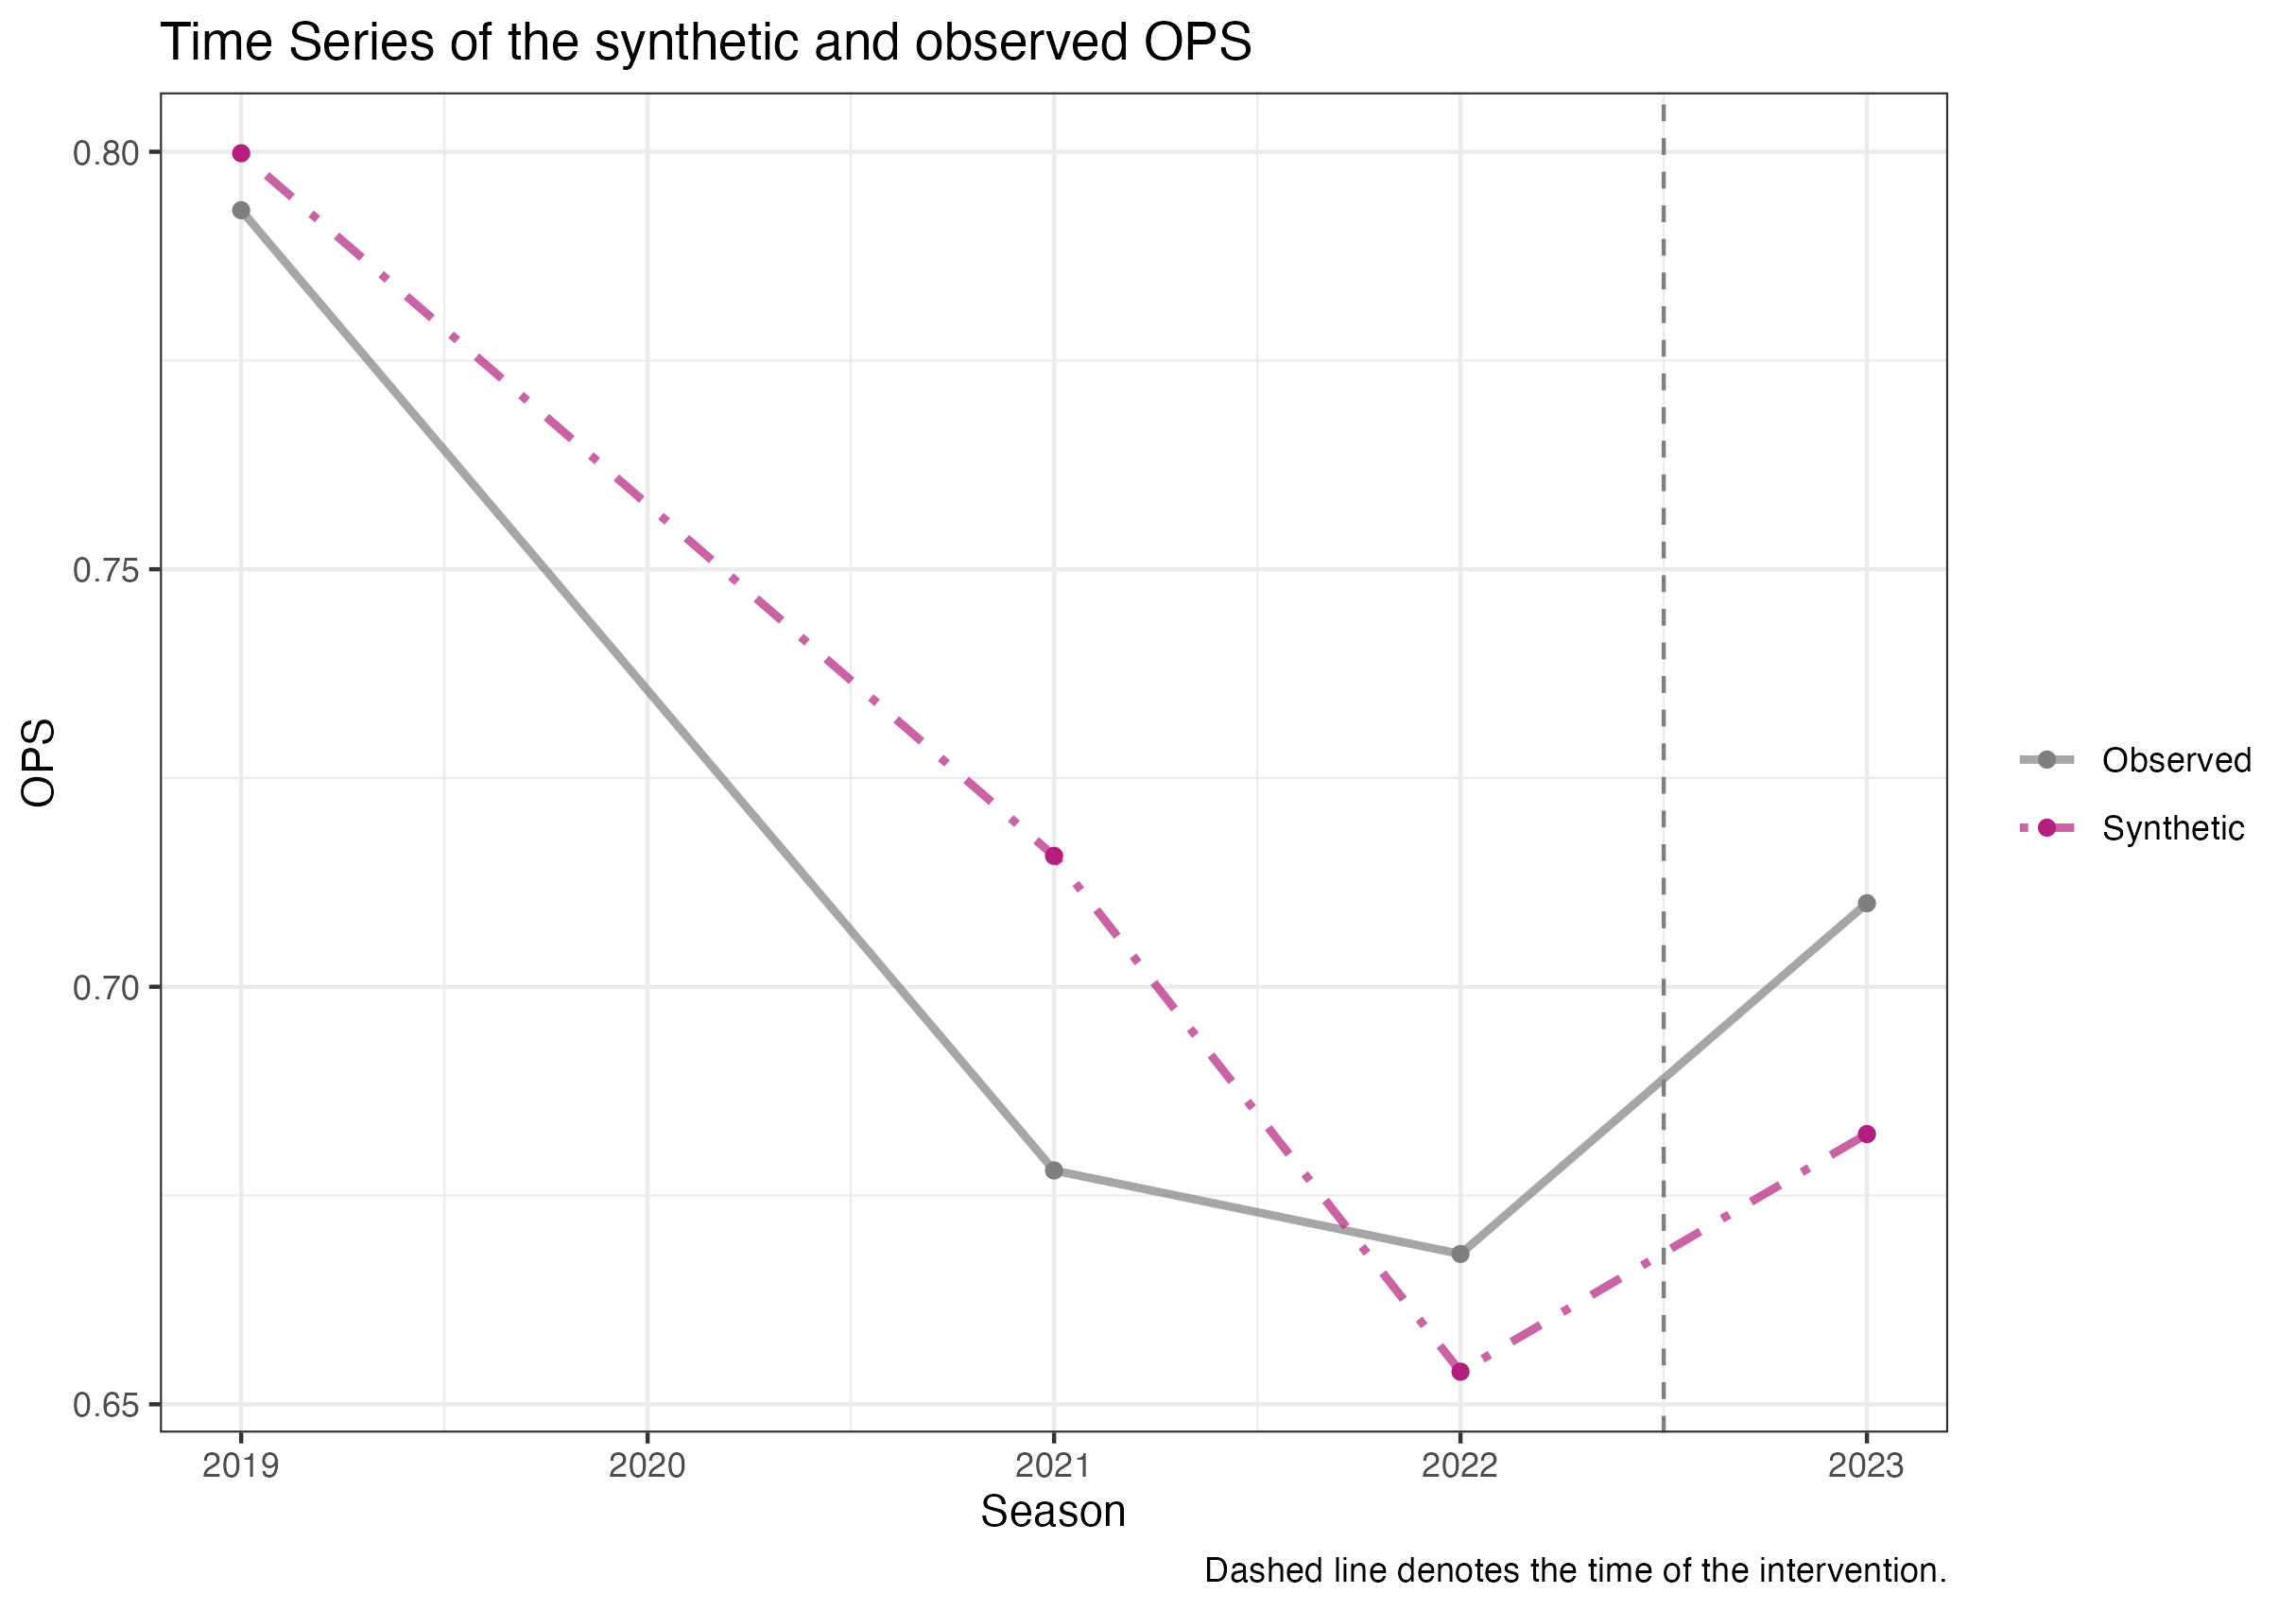 Time Series of the synthetic and observed OPS
0.80
0.75
0.70
0.65
OPS
2019 2020 2021 2022 2023
Season
Observed
Synthetic
Dashed line denotes the time of the intervention.